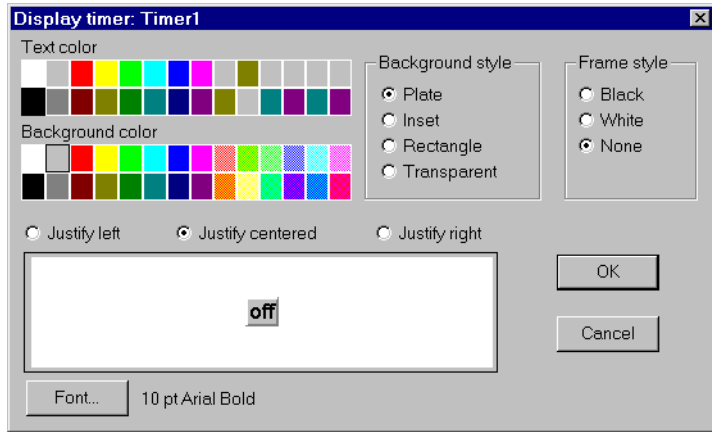 Display timer: Timer1
Text color
Background color
Background style
Plate
Inset
Rectangle
Transparent
Frame style
Black
White
None
Justify left
Justify centered
Justify right
off
OK
Cancel
Font...
10 pt Arial Bold